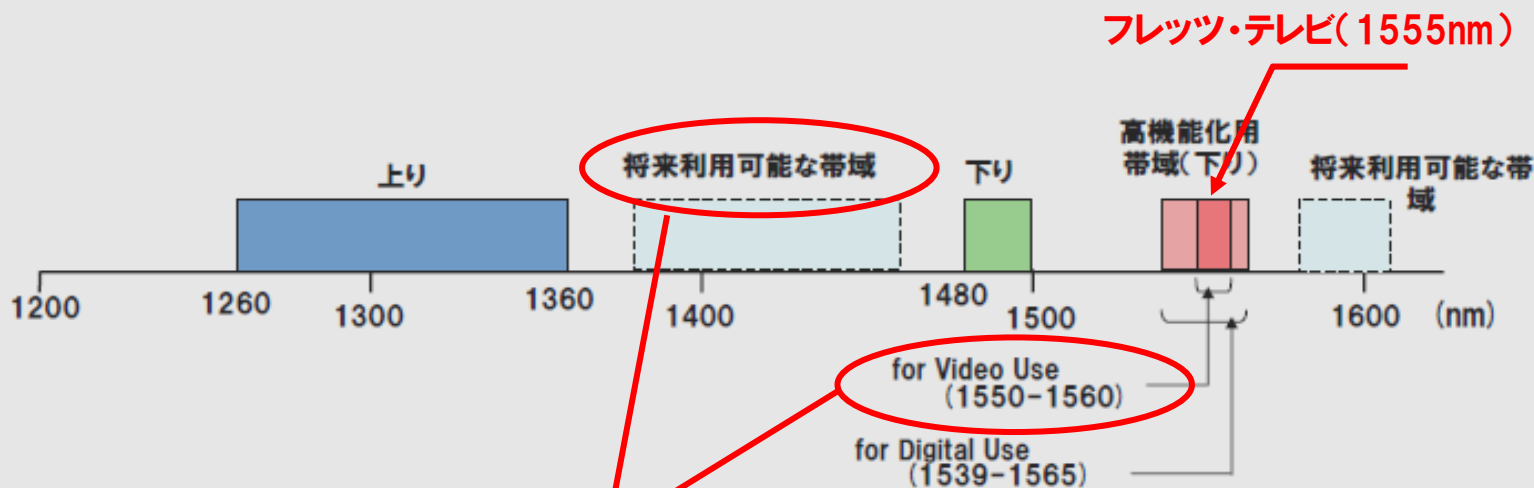 フレッツ・テレビ(1555nm)
上り
将来利用可能な帯域
下り
高機能化用
帯域(下り)
将来利用可能な帯
域
1200
1260
1300
1360
1400
1480
1500
1600
(nm)
for Video Use
(1550-1560)
for Digital Use
(1539-1565)